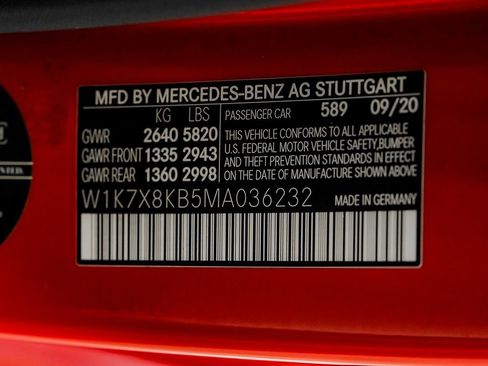 MFD BY MERCEDES-BENZ AG STUTTGART
KG LBS
GVWR 2640 5820
GAWR FRONT 1335 2943
GAWR REAR 1360 2998
PASSENGER CAR 589 09/20
THIS VEHICLE CONFORMS TO ALL APPLICABLE
U.S. FEDERAL MOTOR VEHICLE SAFETY,BUMPER
AND THEFT PREVENTION STANDARDS IN EFFECT
ON THE DATE OF MANUFACTURE SHOWN ABOVE.
W1K7X8KB5MA036232
MADE IN GERMANY